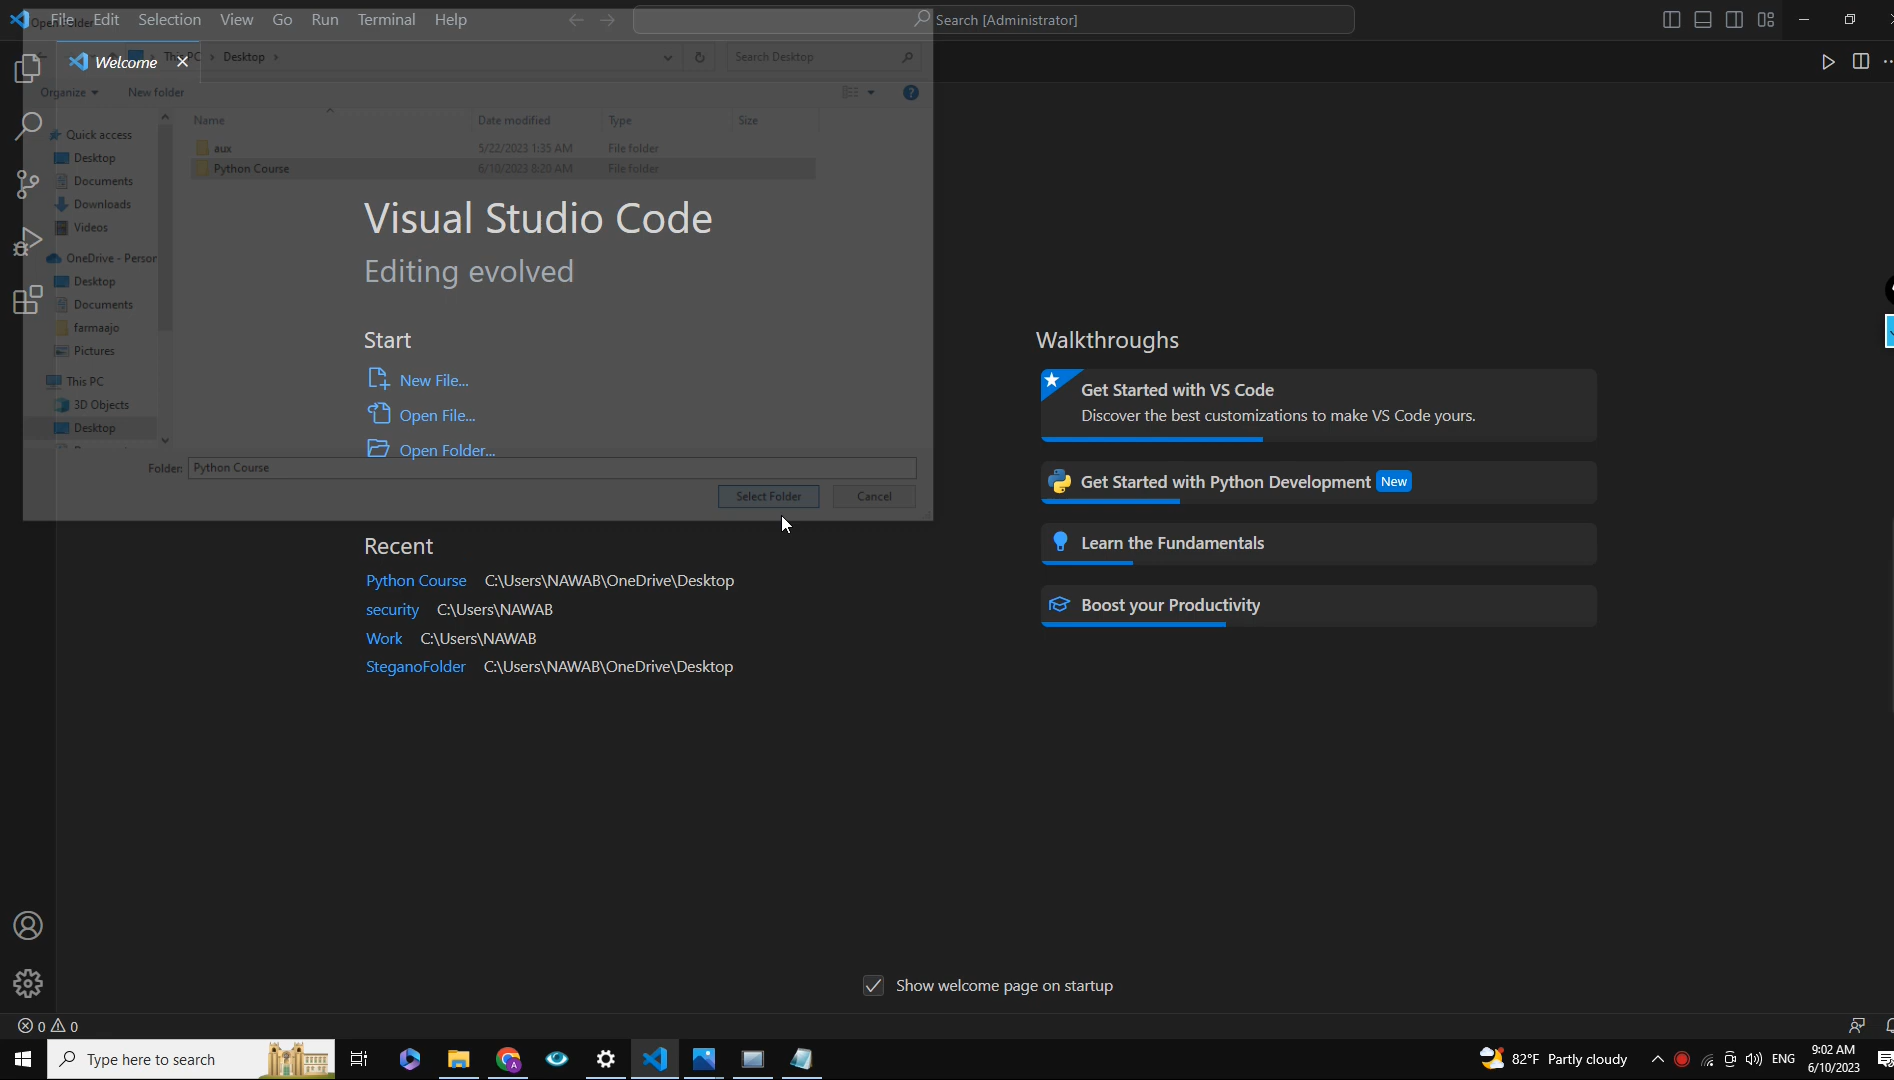 Open Folder
File Edit Selection View Go Run Terminal Help
Search [Administrator]
Welcome
This PC > Desktop >
Search Desktop
Organize
New folder
Name
Date modified
Type
Size
aux
5/22/2023 1:35 AM
File folder
Python Course
6/10/2023 8:20 AM
File folder
Quick access
Desktop
Documents
Downloads
Videos
OneDrive - Person
Desktop
Documents
farmaajo
Pictures
This PC
3D Objects
Desktop
Folder: Python Course
Select Folder
Cancel
Visual Studio Code
Editing evolved
Start
New File...
Open File...
Open Folder...
Recent
Python Course C:\Users\NAWAB\OneDrive\Desktop
security C:\Users\NAWAB
Work C:\Users\NAWAB
SteganoFolder C:\Users\NAWAB\OneDrive\Desktop
Walkthroughs
Get Started with VS Code
Discover the best customizations to make VS Code yours.
Get Started with Python Development New
Learn the Fundamentals
Boost your Productivity
Show welcome page on startup
0 0
Type here to search
82°F Partly cloudy
ENG
9:02 AM
6/10/2023